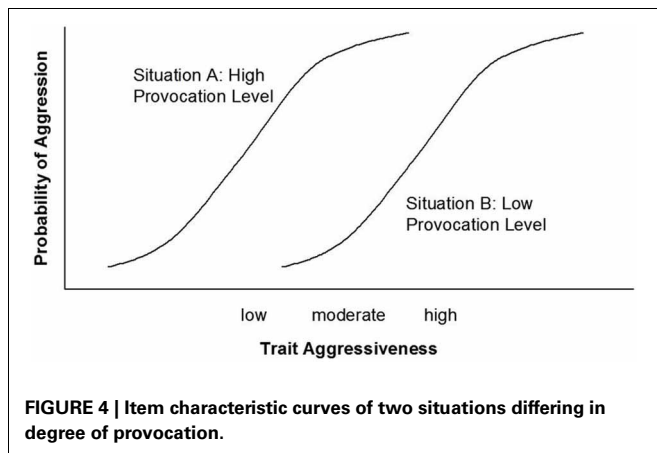 Probability of Aggression
Situation A: High
Provocation Level
Situation B: Low
Provocation Level
low moderate high
Trait Aggressiveness
FIGURE 4 | Item characteristic curves of two situations differing in
degree of provocation.